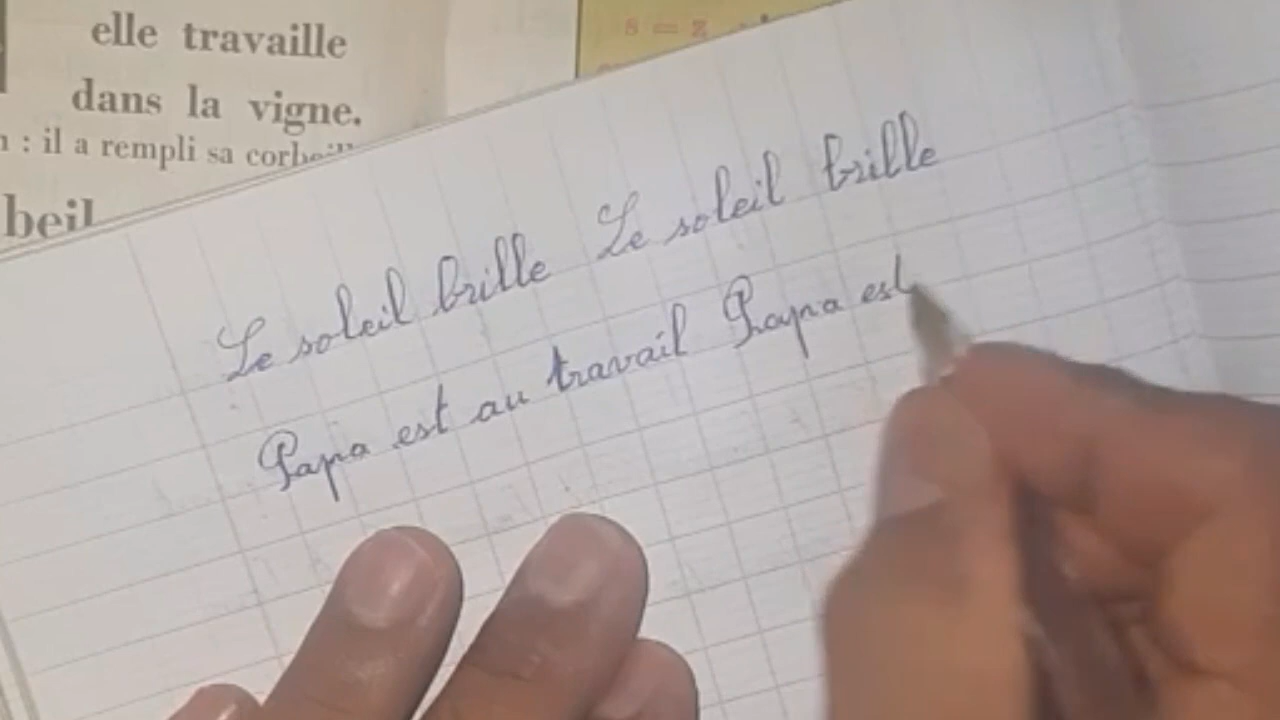 elle travaille
dans la vigne.
: il a rempli sa
beil
s = z
Le soleil brille Le soleil brille
Papa est au travail Papa est